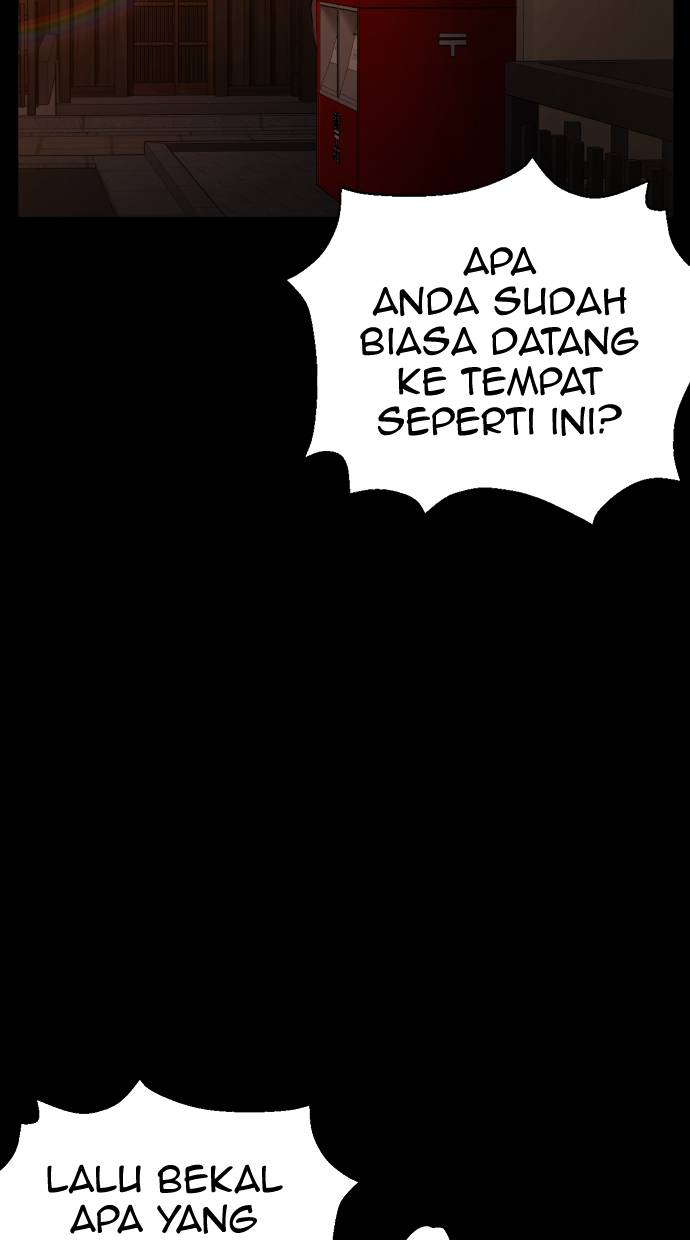 〒
APA
ANDA SUDAH
BIASA DATANG
KE TEMPAT
SEPERTI INI?
LALU BEKAL
APA YANG